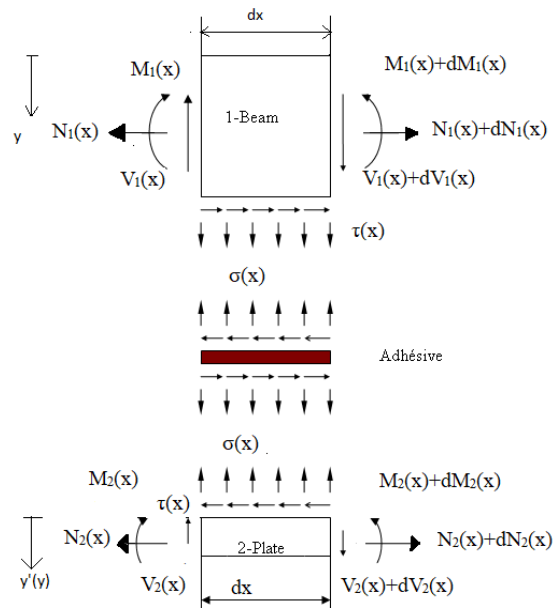 dx
M₁(x)
M₁(x)+dM₁(x)
y
N₁(x)
1-Beam
N₁(x)+dN₁(x)
V₁(x)
V₁(x)+dV₁(x)
τ(x)
σ(x)
Adhésive
σ(x)
M₂(x)
M₂(x)+dM₂(x)
τ(x)
N₂(x)
2-Plate
N₂(x)+dN₂(x)
y'(y)
V₂(x)
dx
V₂(x)+dV₂(x)